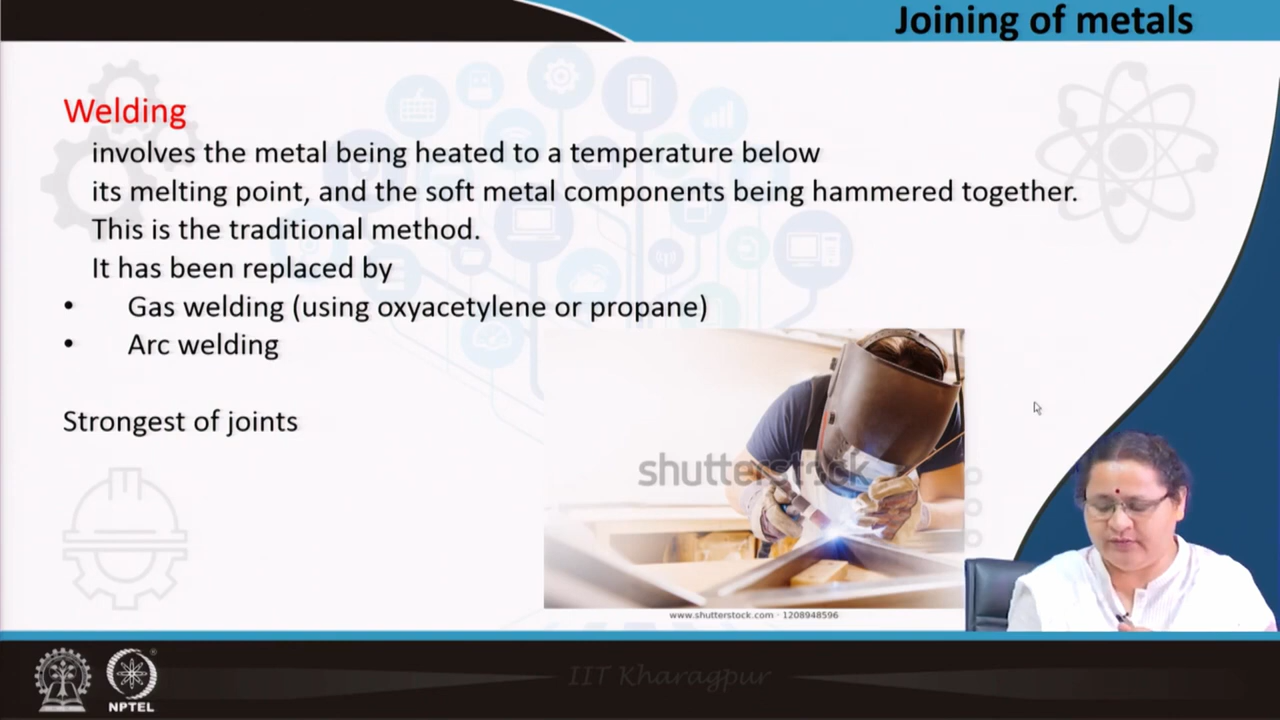 Joining of metals
Welding
involves the metal being heated to a temperature below
its melting point, and the soft metal components being hammered together.
This is the traditional method.
It has been replaced by
• Gas welding (using oxyacetylene or propane)
• Arc welding
Strongest of joints
shutterstock
www.shutterstock.com · 1208948596
IIT Kharagpur
NPTEL